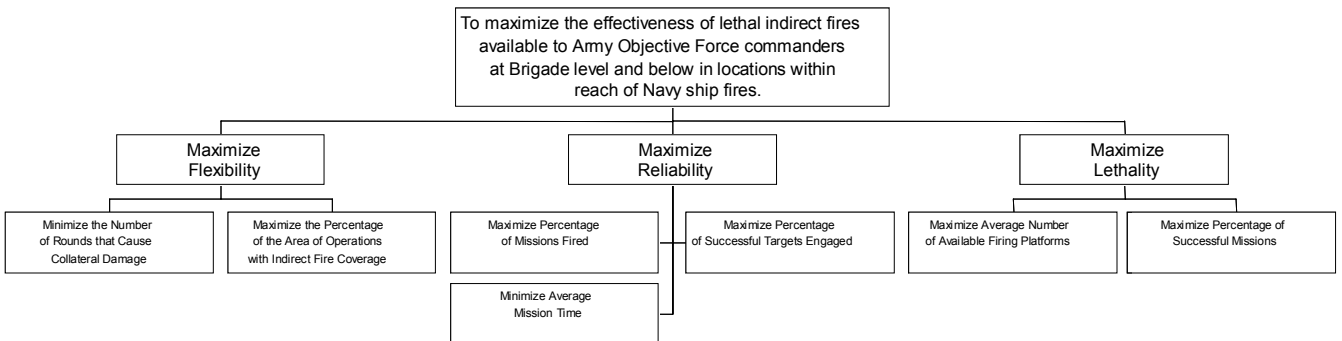 To maximize the effectiveness of lethal indirect fires
available to Army Objective Force commanders
at Brigade level and below in locations within
reach of Navy ship fires.
Maximize
Flexibility
Maximize
Reliability
Maximize
Lethality
Minimize the Number
of Rounds that Cause
Collateral Damage
Maximize the Percentage
of the Area of Operations
with Indirect Fire Coverage
Maximize Percentage
of Missions Fired
Maximize Percentage
of Successful Targets Engaged
Maximize Average Number
of Available Firing Platforms
Maximize Percentage of
Successful Missions
Minimize Average
Mission Time